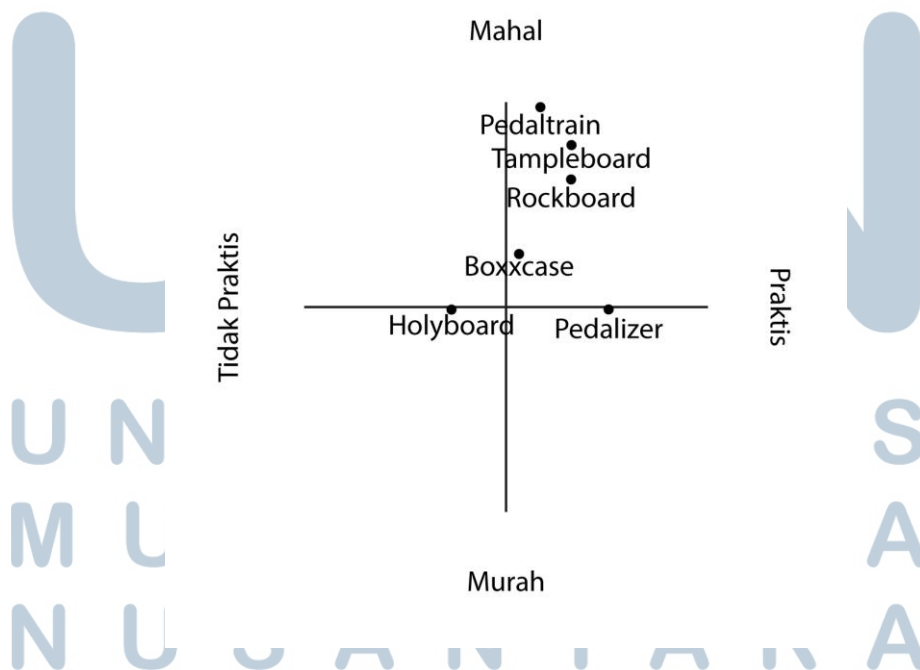 Mahal
Pedaltrain
Tampleboard
Rockboard
Boxxcase
Tidak Praktis
Praktis
Holyboard
Pedalizer
Murah
U N S
M U A
N U S A N T A R A